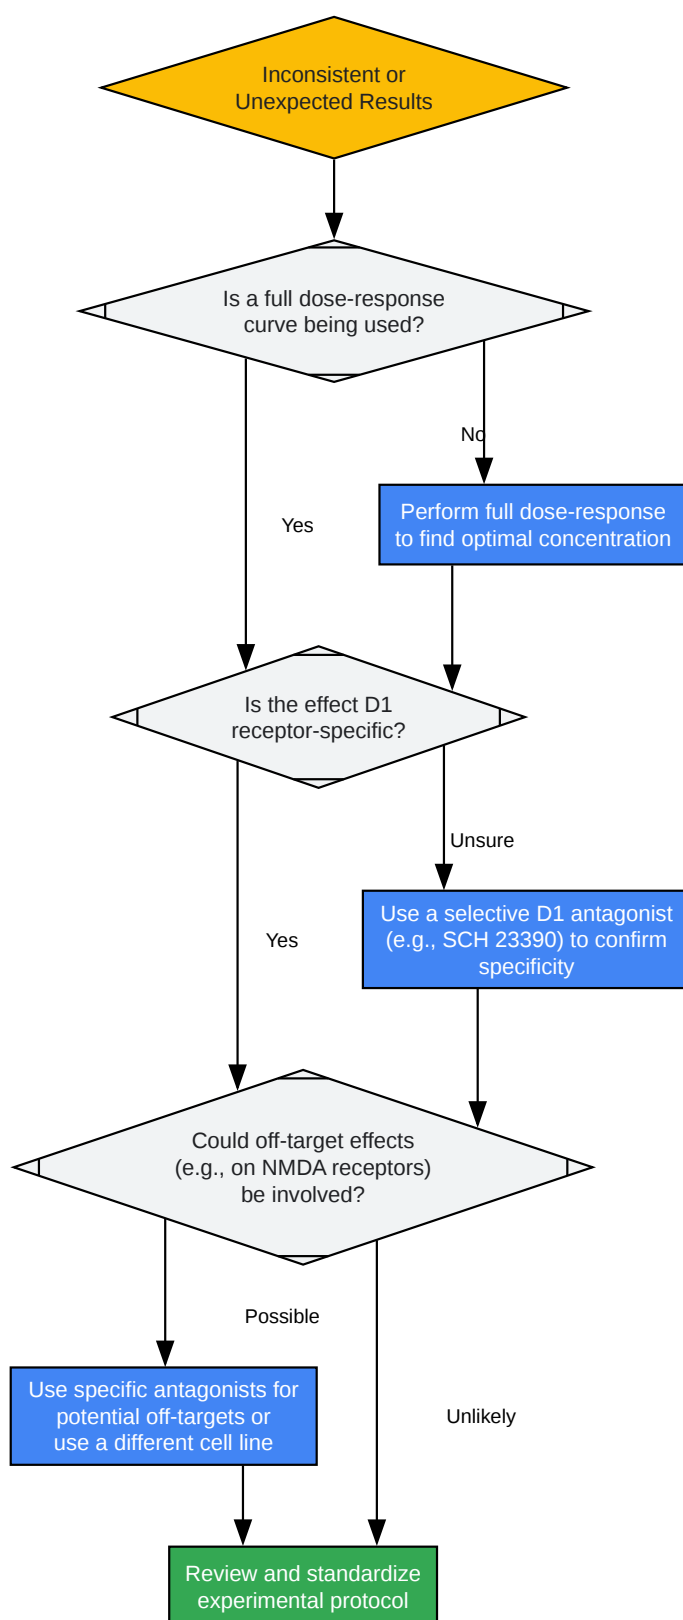 Inconsistent or
Unexpected Results
Is a full dose-response
curve being used?
No
Perform full dose-response
to find optimal concentration
Yes
Is the effect D1
receptor-specific?
Unsure
Use a selective D1 antagonist
(e.g., SCH 23390) to confirm
specificity
Yes
Could off-target effects
(e.g., on NMDA receptors)
be involved?
Possible
Use specific antagonists for
potential off-targets or
use a different cell line
Unlikely
Review and standardize
experimental protocol